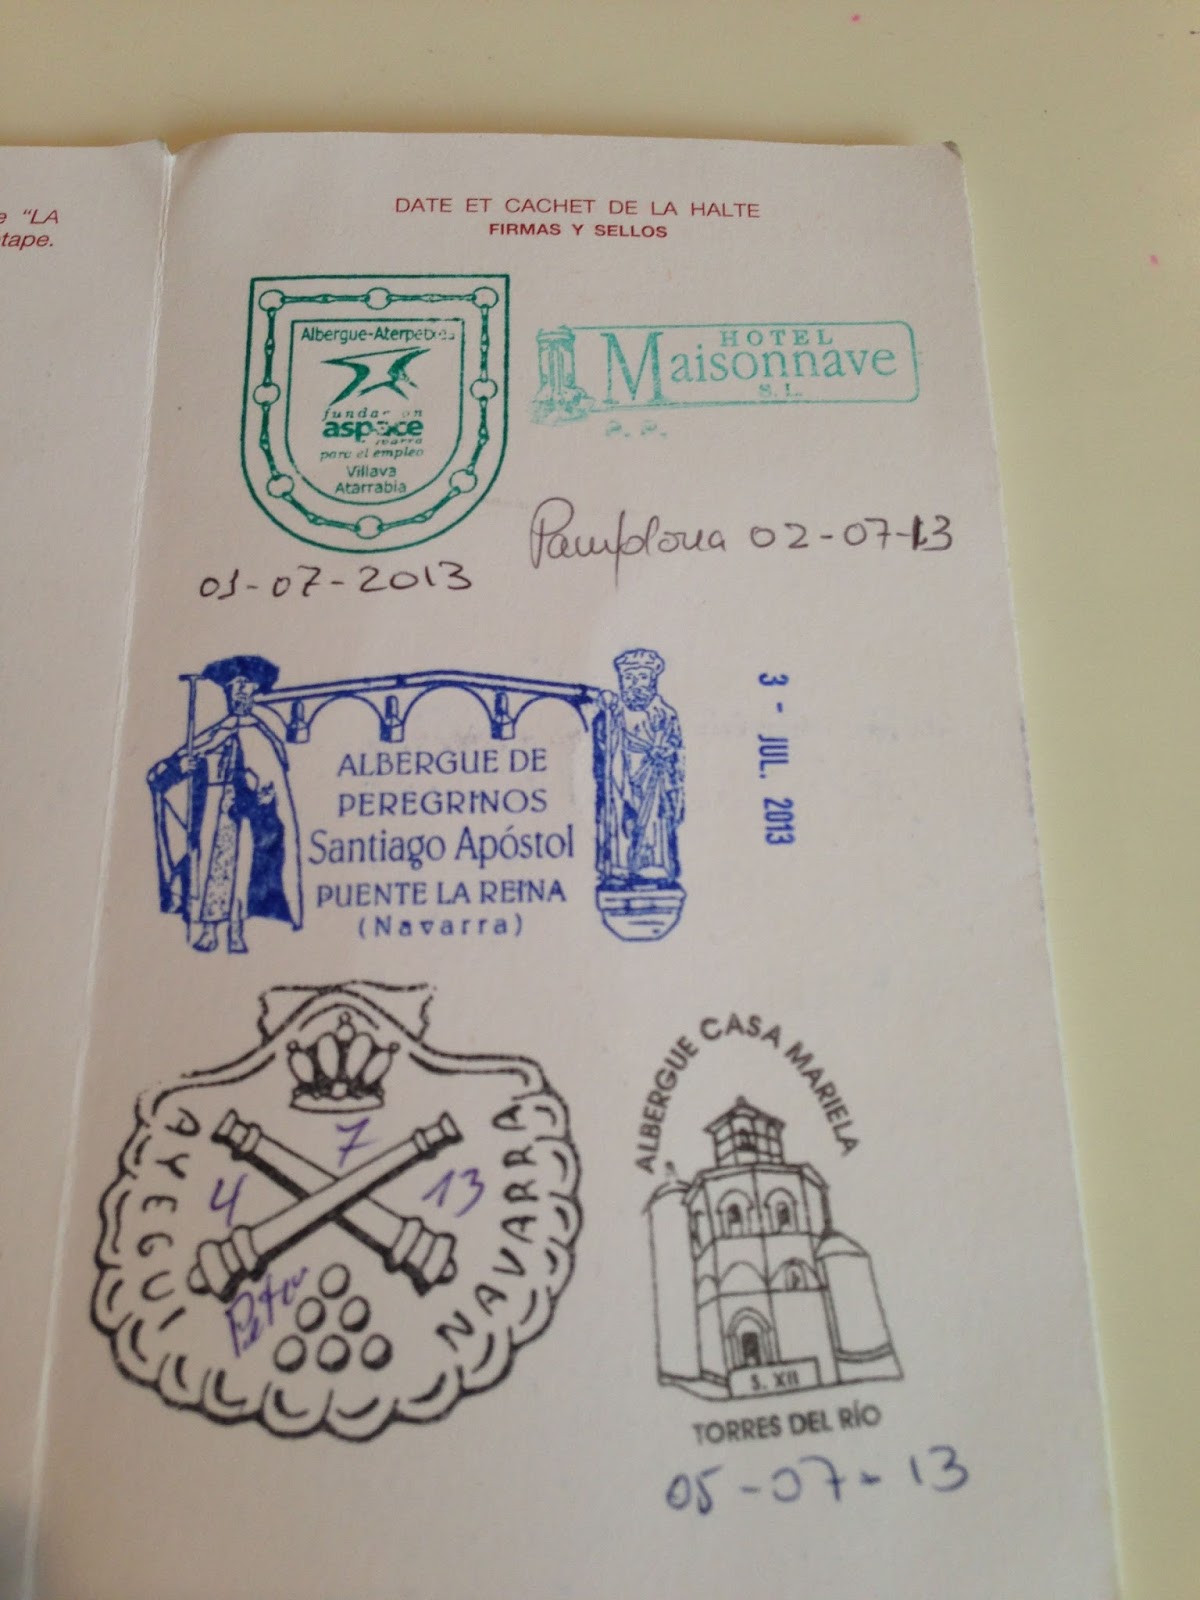 e "LA
tape.
DATE ET CACHET DE LA HALTE
FIRMAS Y SELLOS
Albergue-Aterpetxea
aspace
para el empleo
Villava
Atarrabia
01-07-2013
HOTEL
Maisonnave
S.L.
P. P.
Pamplona 02-07-13
ALBERGUE DE
PEREGRINOS
Santiago Apóstol
PUENTE LA REINA
(Navarra)
3 - JUL. 2013
AYEGUI NAVARRA
4 7 13
ALBERGUE CASA MARIELA
S. XII
TORRES DEL RÍO
05-07-13